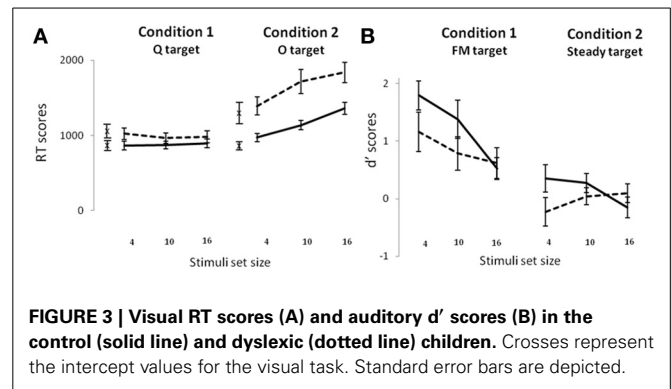 A
Condition 1
Q target
Condition 2
O target
B
Condition 1
FM target
Condition 2
Steady target
2000
1000
0
RT scores
4 10 16 4 10 16
Stimuli set size
2
1
0
-1
d′ scores
4 10 16 4 10 16
Stimuli set size
FIGURE 3 | Visual RT scores (A) and auditory d′ scores (B) in the
control (solid line) and dyslexic (dotted line) children. Crosses represent
the intercept values for the visual task. Standard error bars are depicted.